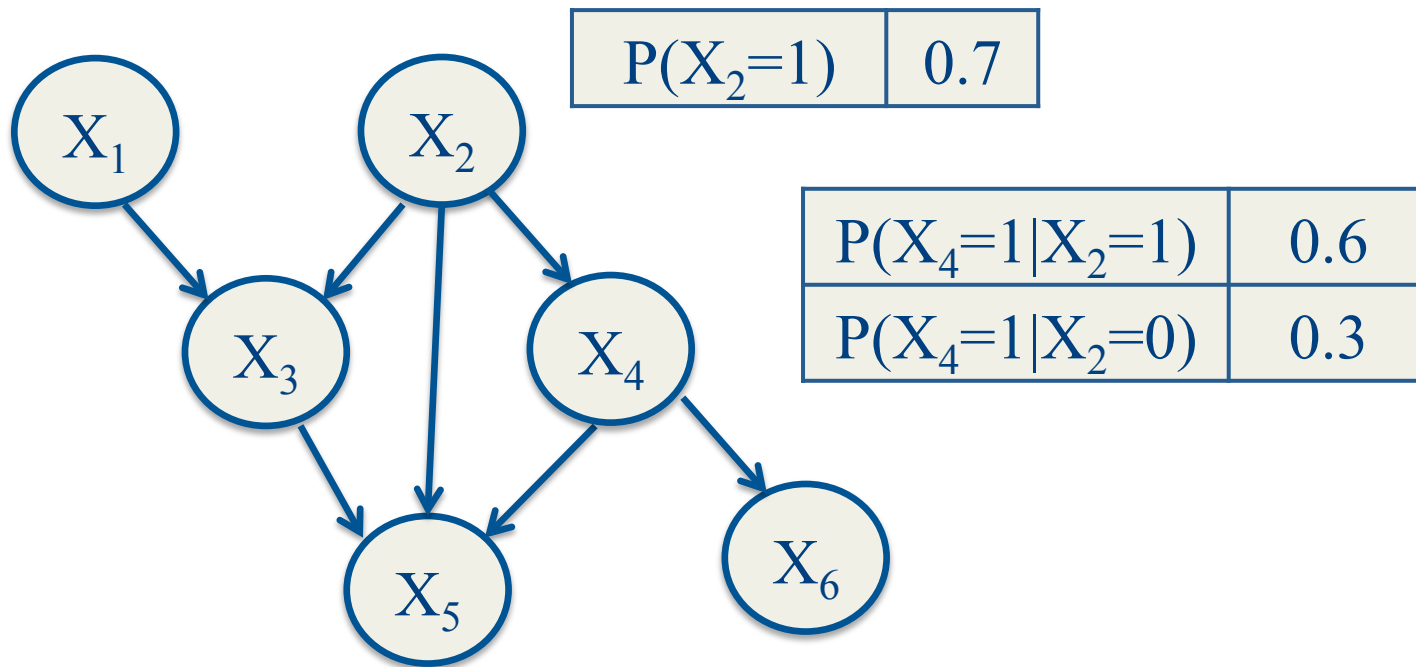 P(X₂=1) 0.7
X₁
X₂
P(X₄=1|X₂=1) 0.6
P(X₄=1|X₂=0) 0.3
X₃
X₄
X₅
X₆